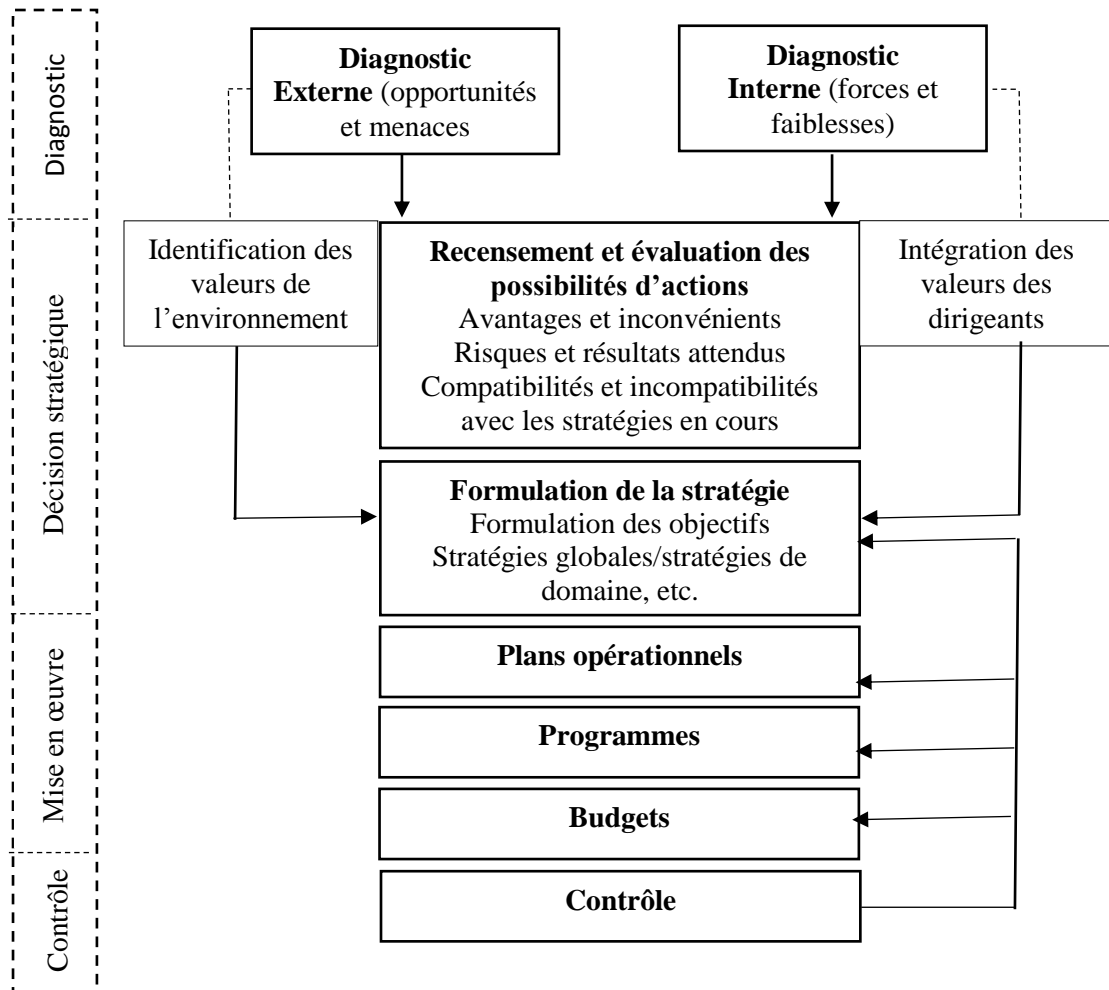 Diagnostic
Diagnostic
Externe (opportunités
et menaces
Diagnostic
Interne (forces et
faiblesses)
Décision stratégique
Identification des
valeurs de
l’environnement
Recensement et évaluation des
possibilités d’actions
Avantages et inconvénients
Risques et résultats attendus
Compatibilités et incompatibilités
avec les stratégies en cours
Intégration des
valeurs des
dirigeants
Formulation de la stratégie
Formulation des objectifs
Stratégies globales/stratégies de
domaine, etc.
Mise en œuvre
Plans opérationnels
Programmes
Budgets
Contrôle
Contrôle